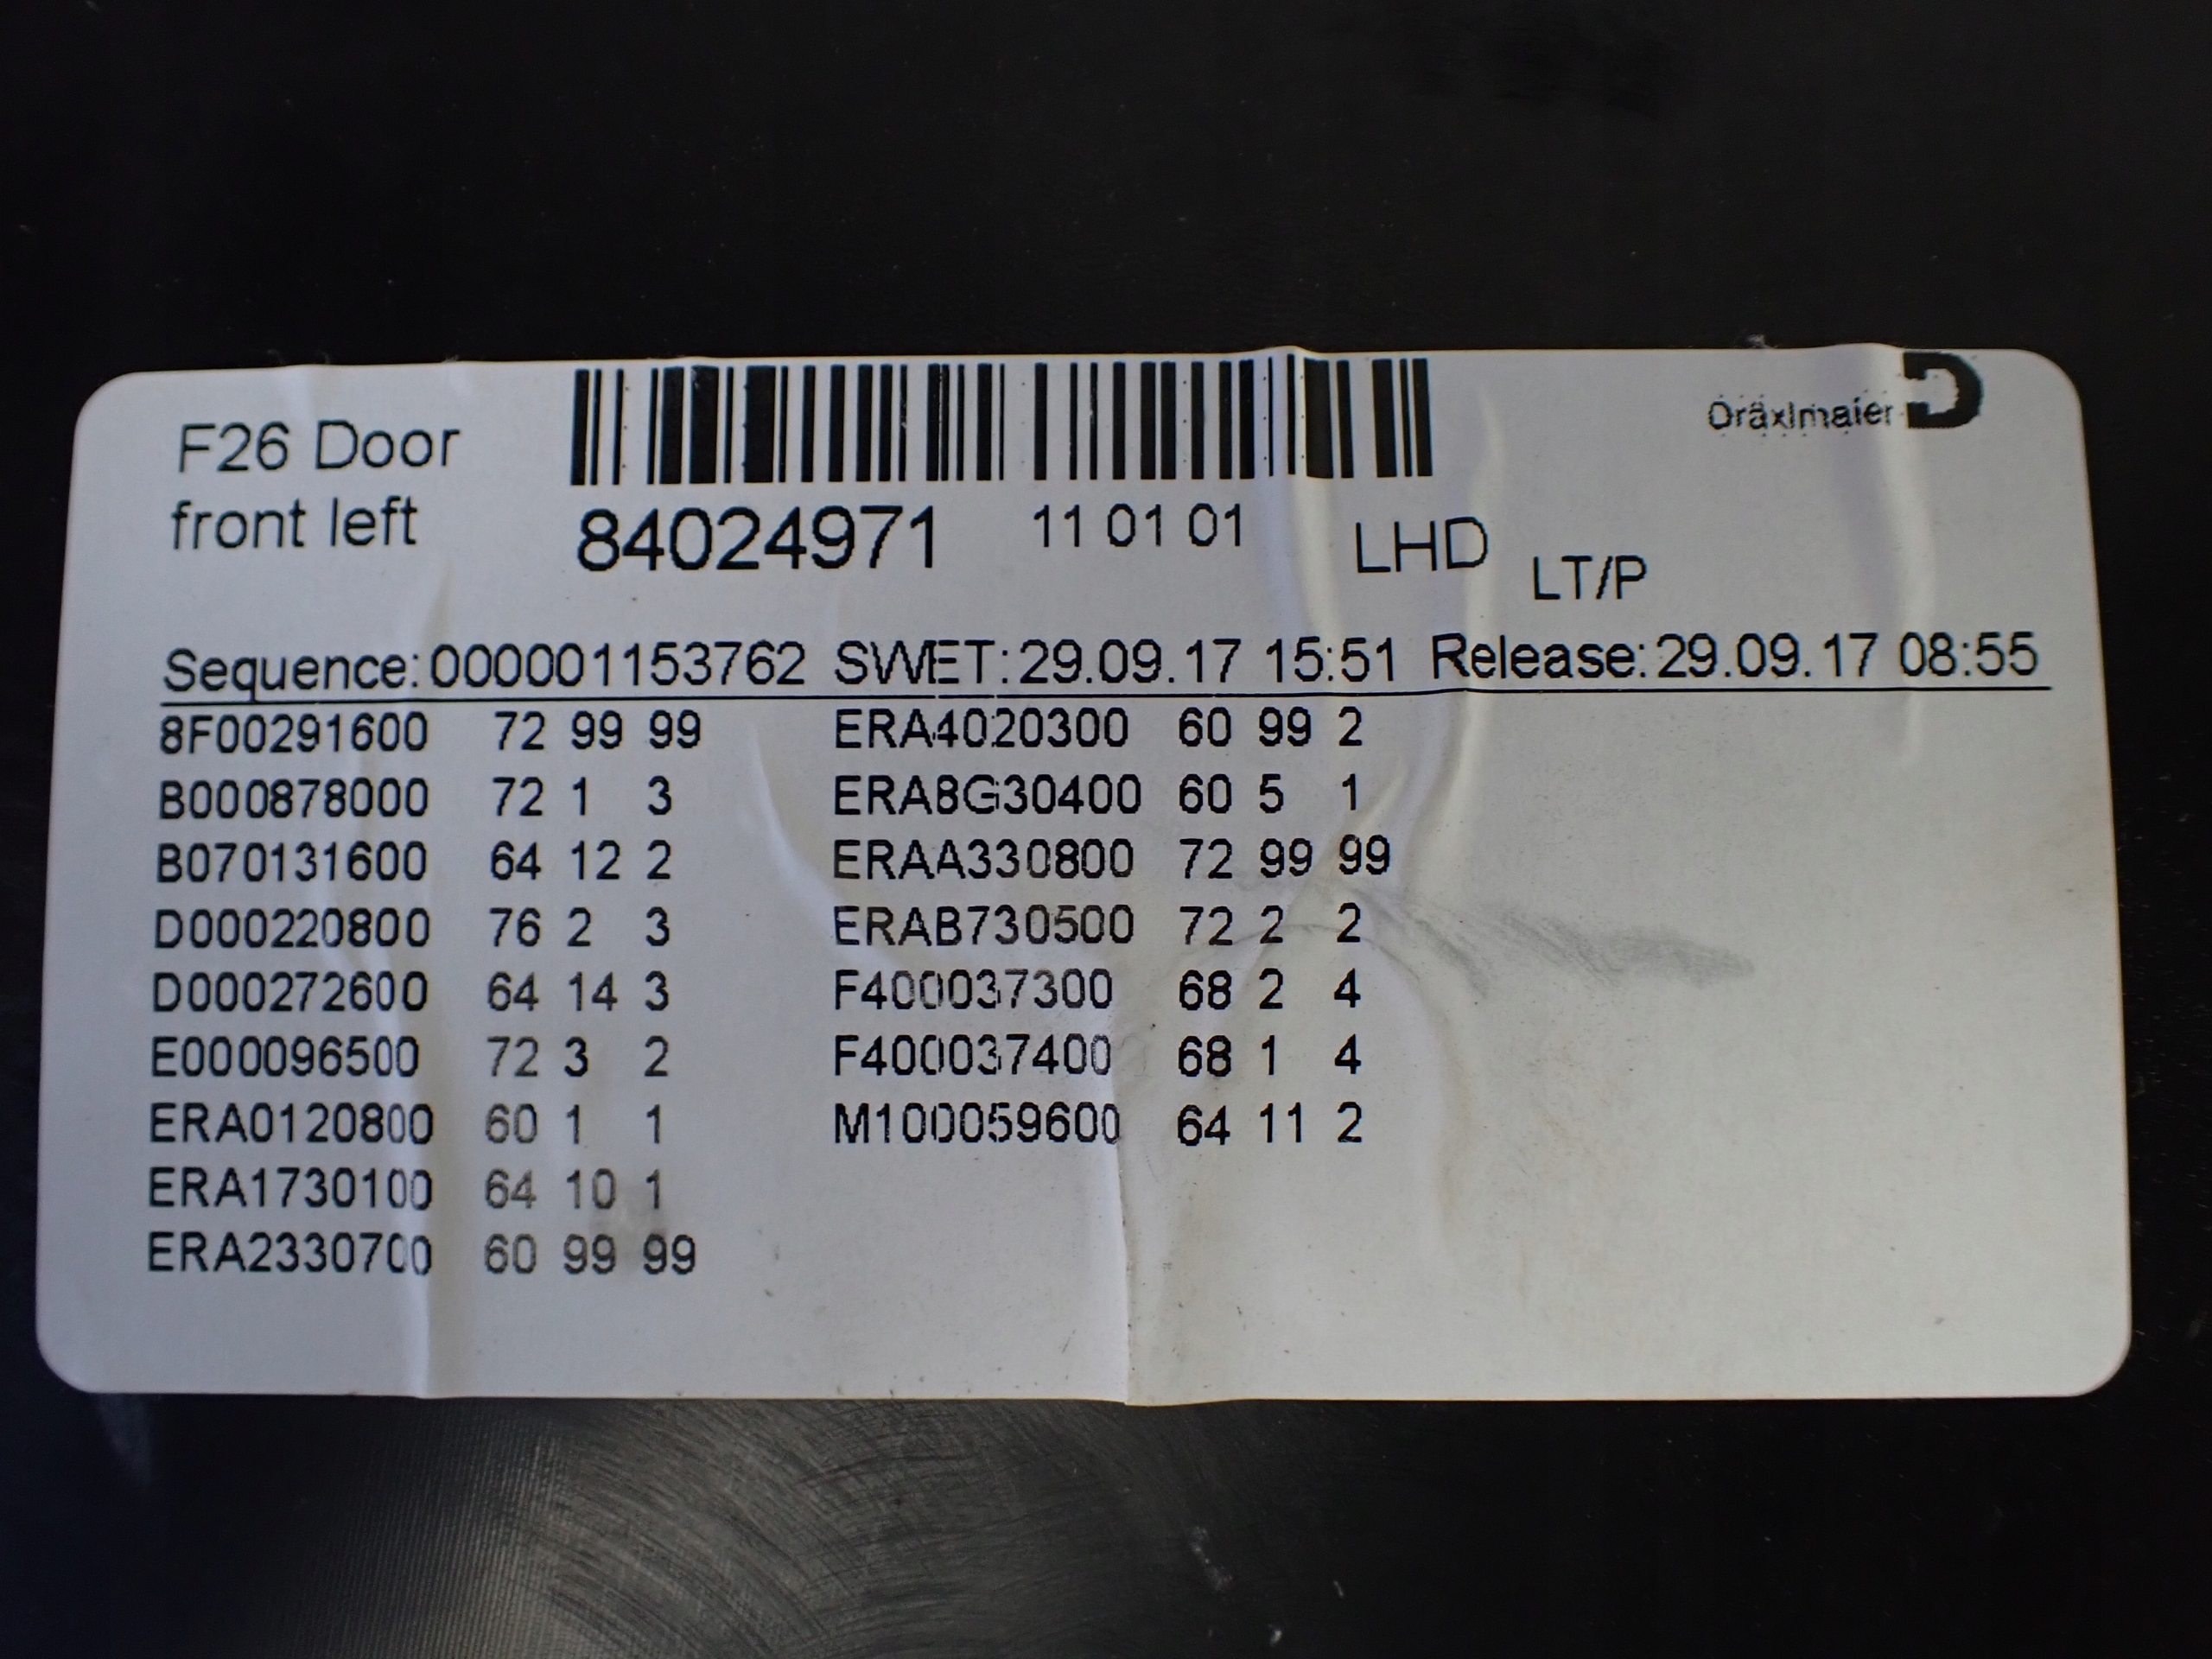 F26 Door
front left
84024971 11 01 01 LHD LT/P
Dräxlmaier
Sequence:000001153762 SWET:29.09.17 15:51 Release:29.09.17 08:55
8F00291600 72 99 99
B000878000 72 1 3
B070131600 64 12 2
D000220800 76 2 3
D000272600 64 14 3
E000096500 72 3 2
ERA0120800 60 1 1
ERA1730100 64 10 1
ERA2330700 60 99 99
ERA4020300 60 99 2
ERA8G30400 60 5 1
ERAA330800 72 99 99
ERAB730500 72 2 2
F400037300 68 2 4
F400037400 68 1 4
M100059600 64 11 2